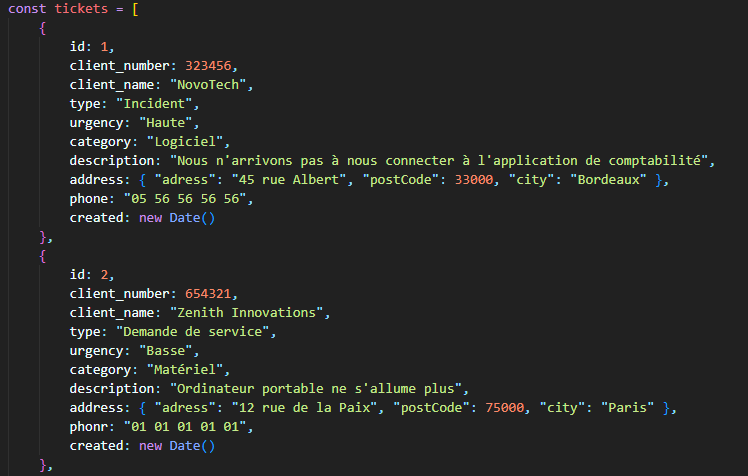 const tickets = [
{
id: 1,
client_number: 323456,
client_name: "NovoTech",
type: "Incident",
urgency: "Haute",
category: "Logiciel",
description: "Nous n'arrivons pas à nous connecter à l'application de comptabilité",
address: { "adress": "45 rue Albert", "postCode": 33000, "city": "Bordeaux" },
phone: "05 56 56 56 56",
created: new Date()
},
{
id: 2,
client_number: 654321,
client_name: "Zenith Innovations",
type: "Demande de service",
urgency: "Basse",
category: "Matériel",
description: "Ordinateur portable ne s'allume plus",
address: { "adress": "12 rue de la Paix", "postCode": 75000, "city": "Paris" },
phonr: "01 01 01 01 01",
created: new Date()
},